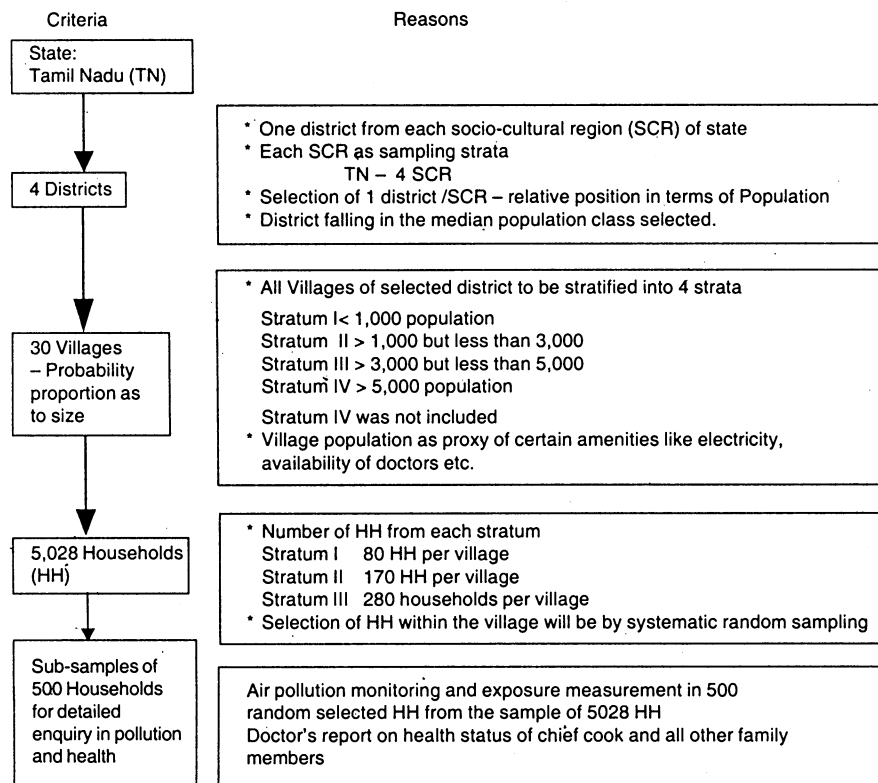 Criteria
Reasons
State:
Tamil Nadu (TN)
* One district from each socio-cultural region (SCR) of state
* Each SCR as sampling strata
TN – 4 SCR
* Selection of 1 district /SCR – relative position in terms of Population
* District falling in the median population class selected.
4 Districts
* All Villages of selected district to be stratified into 4 strata
Stratum I< 1,000 population
Stratum II > 1,000 but less than 3,000
Stratum III > 3,000 but less than 5,000
Stratum IV > 5,000 population
Stratum IV was not included
* Village population as proxy of certain amenities like electricity,
availability of doctors etc.
30 Villages
– Probability
proportion as
to size
* Number of HH from each stratum
Stratum I 80 HH per village
Stratum II 170 HH per village
Stratum III 280 households per village
* Selection of HH within the village will be by systematic random sampling
5,028 Households
(HH)
Sub-samples of
500 Households
for detailed
enquiry in pollution
and health
Air pollution monitoring and exposure measurement in 500
random selected HH from the sample of 5028 HH
Doctor's report on health status of chief cook and all other family
members